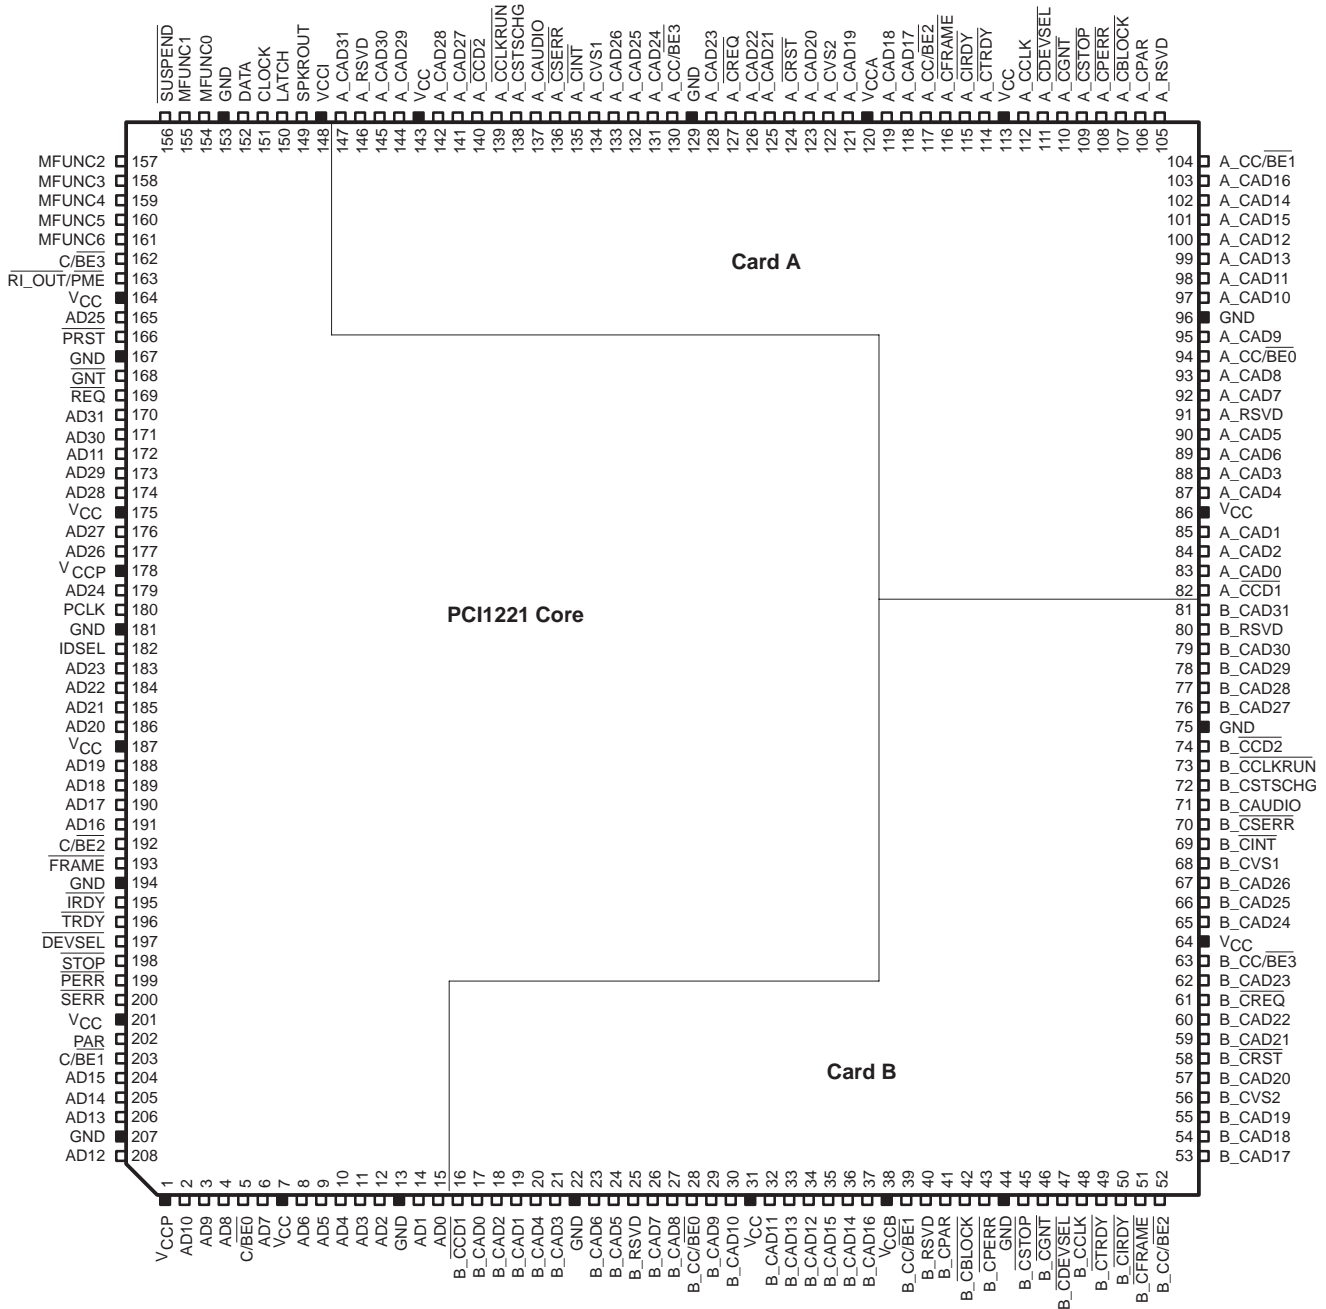 SUSPEND
MFUNC1
MFUNC0
GND
DATA
CLOCK
LATCH
SPKROUT
VCCI
A_CAD31
A_RSVD
A_CAD30
A_CAD29
VCC
A_CAD28
A_CAD27
A_CCD2
A_CCLKRUN
A_CSTSCHG
A_CAUDIO
A_CSERR
A_CINT
A_CVS1
A_CAD26
A_CAD25
A_CAD24
A_CC/BE3
GND
A_CAD23
A_CREQ
A_CAD22
A_CAD21
A_CRST
A_CAD20
A_CVS2
A_CAD19
VCCA
A_CAD18
A_CAD17
A_CC/BE2
A_CFRAME
A_CIRDY
A_CTRDY
VCC
A_CCLK
A_CDEVSEL
A_CGNT
A_CSTOP
A_CPERR
A_CBLOCK
A_CPAR
A_RSVD
156
155
154
153
152
151
150
149
148
147
146
145
144
143
142
141
140
139
138
137
136
135
134
133
132
131
130
129
128
127
126
125
124
123
122
121
120
119
118
117
116
115
114
113
112
111
110
109
108
107
106
105
MFUNC2 157
MFUNC3 158
MFUNC4 159
MFUNC5 160
MFUNC6 161
C/BE3 162
RI_OUT/PME 163
VCC 164
AD25 165
PRST 166
GND 167
GNT 168
REQ 169
AD31 170
AD30 171
AD11 172
AD29 173
AD28 174
VCC 175
AD27 176
AD26 177
VCCP 178
AD24 179
PCLK 180
GND 181
IDSEL 182
AD23 183
AD22 184
AD21 185
AD20 186
VCC 187
AD19 188
AD18 189
AD17 190
AD16 191
C/BE2 192
FRAME 193
GND 194
IRDY 195
TRDY 196
DEVSEL 197
STOP 198
PERR 199
SERR 200
VCC 201
PAR 202
C/BE1 203
AD15 204
AD14 205
AD13 206
GND 207
AD12 208
Card A
PCI1221 Core
Card B
104 A_CC/BE1
103 A_CAD16
102 A_CAD14
101 A_CAD15
100 A_CAD12
99 A_CAD13
98 A_CAD11
97 A_CAD10
96 GND
95 A_CAD9
94 A_CC/BE0
93 A_CAD8
92 A_CAD7
91 A_RSVD
90 A_CAD5
89 A_CAD6
88 A_CAD3
87 A_CAD4
86 VCC
85 A_CAD1
84 A_CAD2
83 A_CAD0
82 A_CCD1
81 B_CAD31
80 B_RSVD
79 B_CAD30
78 B_CAD29
77 B_CAD28
76 B_CAD27
75 GND
74 B_CCD2
73 B_CCLKRUN
72 B_CSTSCHG
71 B_CAUDIO
70 B_CSERR
69 B_CINT
68 B_CVS1
67 B_CAD26
66 B_CAD25
65 B_CAD24
64 VCC
63 B_CC/BE3
62 B_CAD23
61 B_CREQ
60 B_CAD22
59 B_CAD21
58 B_CRST
57 B_CAD20
56 B_CVS2
55 B_CAD19
54 B_CAD18
53 B_CAD17
1
2
3
4
5
6
7
8
9
10
11
12
13
14
15
16
17
18
19
20
21
22
23
24
25
26
27
28
29
30
31
32
33
34
35
36
37
38
39
40
41
42
43
44
45
46
47
48
49
50
51
52
VCCP
AD10
AD9
AD8
C/BE0
AD7
VCC
AD6
AD5
AD4
AD3
AD2
GND
AD1
AD0
B_CCD1
B_CAD0
B_CAD2
B_CAD1
B_CAD4
B_CAD3
GND
B_CAD6
B_CAD5
B_RSVD
B_CAD7
B_CAD8
B_CC/BE0
B_CAD9
B_CAD10
VCC
B_CAD11
B_CAD13
B_CAD12
B_CAD15
B_CAD14
B_CAD16
VCCB
B_CC/BE1
B_RSVD
B_CPAR
B_CBLOCK
B_CPERR
GND
B_CSTOP
B_CGNT
B_CDEVSEL
B_CCLK
B_CTRDY
B_CIRDY
B_CFRAME
B_CC/BE2